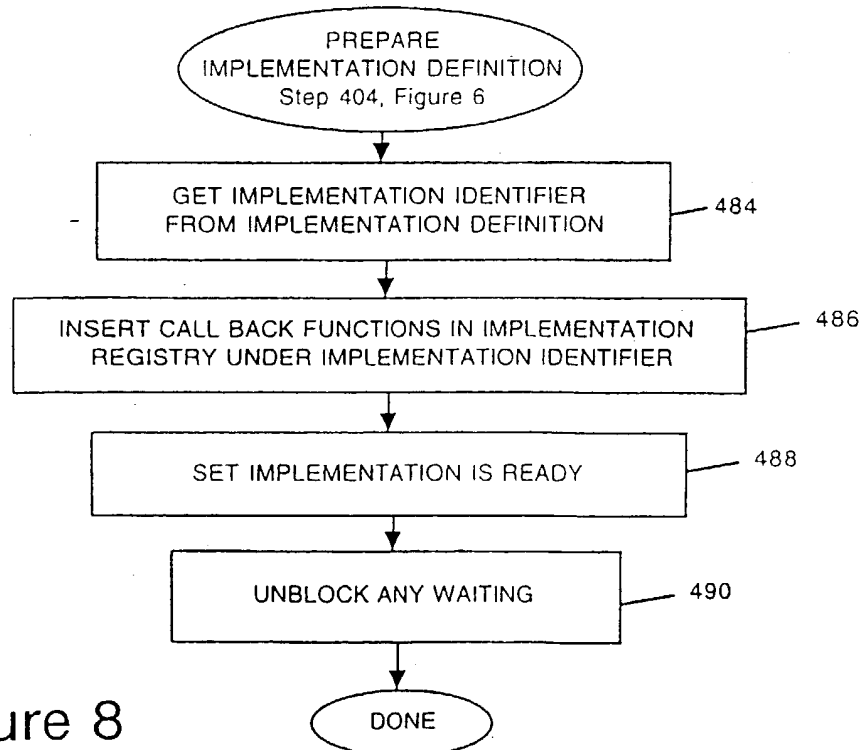 PREPARE
IMPLEMENTATION DEFINITION
Step 404, Figure 6
GET IMPLEMENTATION IDENTIFIER
FROM IMPLEMENTATION DEFINITION
484
INSERT CALL BACK FUNCTIONS IN IMPLEMENTATION
REGISTRY UNDER IMPLEMENTATION IDENTIFIER
486
SET IMPLEMENTATION IS READY
488
UNBLOCK ANY WAITING
490
DONE
ure 8